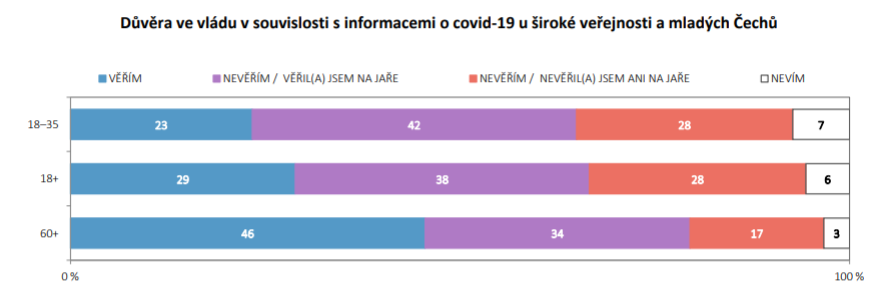 Důvěra ve vládu v souvislosti s informacemi o covid-19 u široké veřejnosti a mladých Čechů
VĚŘÍM NEVĚŘÍM / VĚŘIL(A) JSEM NA JAŘE NEVĚŘÍM / NEVĚŘIL(A) JSEM ANI NA JAŘE NEVÍM
18–35 23 42 28 7
18+ 29 38 28 6
60+ 46 34 17 3
0 % 100 %